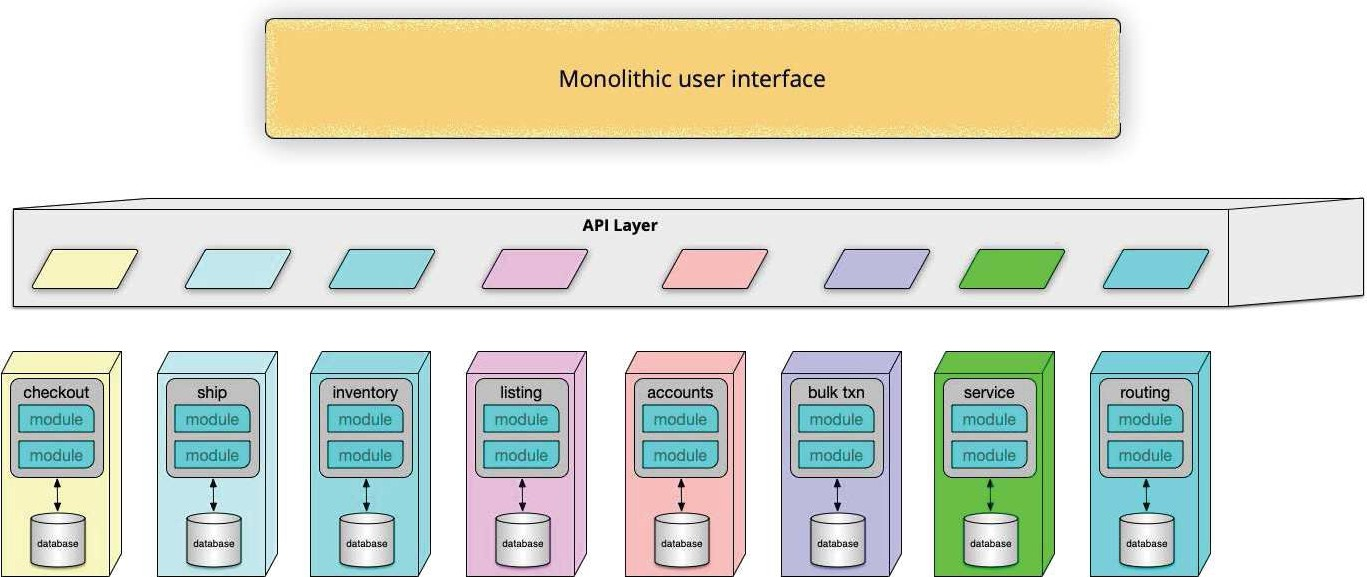 Monolithic user interface
API Layer
checkout
module
module
database
ship
module
module
database
inventory
module
module
database
listing
module
module
database
accounts
module
module
database
bulk txn
module
module
database
service
module
module
database
routing
module
module
database